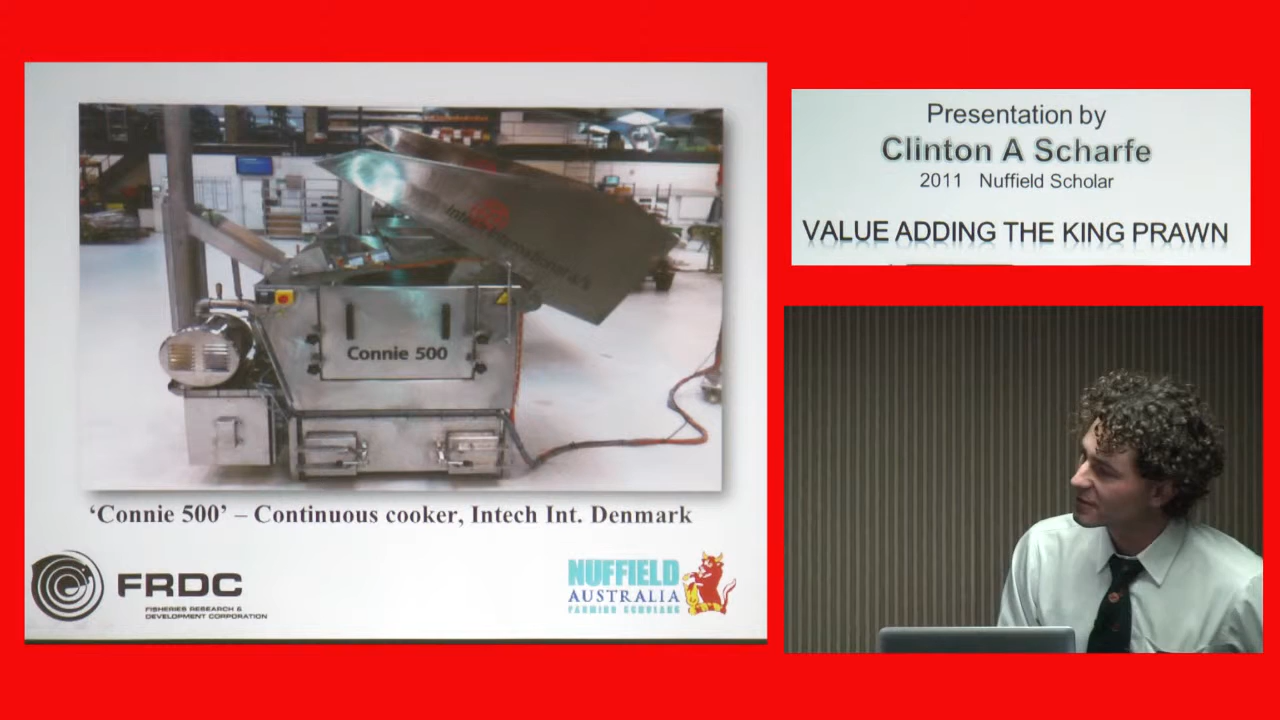 Connie 500
'Connie 500' – Continuous cooker, Intech Int. Denmark
FRDC
FISHERIES RESEARCH &
DEVELOPMENT CORPORATION
NUFFIELD
AUSTRALIA
FARMING SCHOLARS
Presentation by
Clinton A Scharfe
2011 Nuffield Scholar
VALUE ADDING THE KING PRAWN